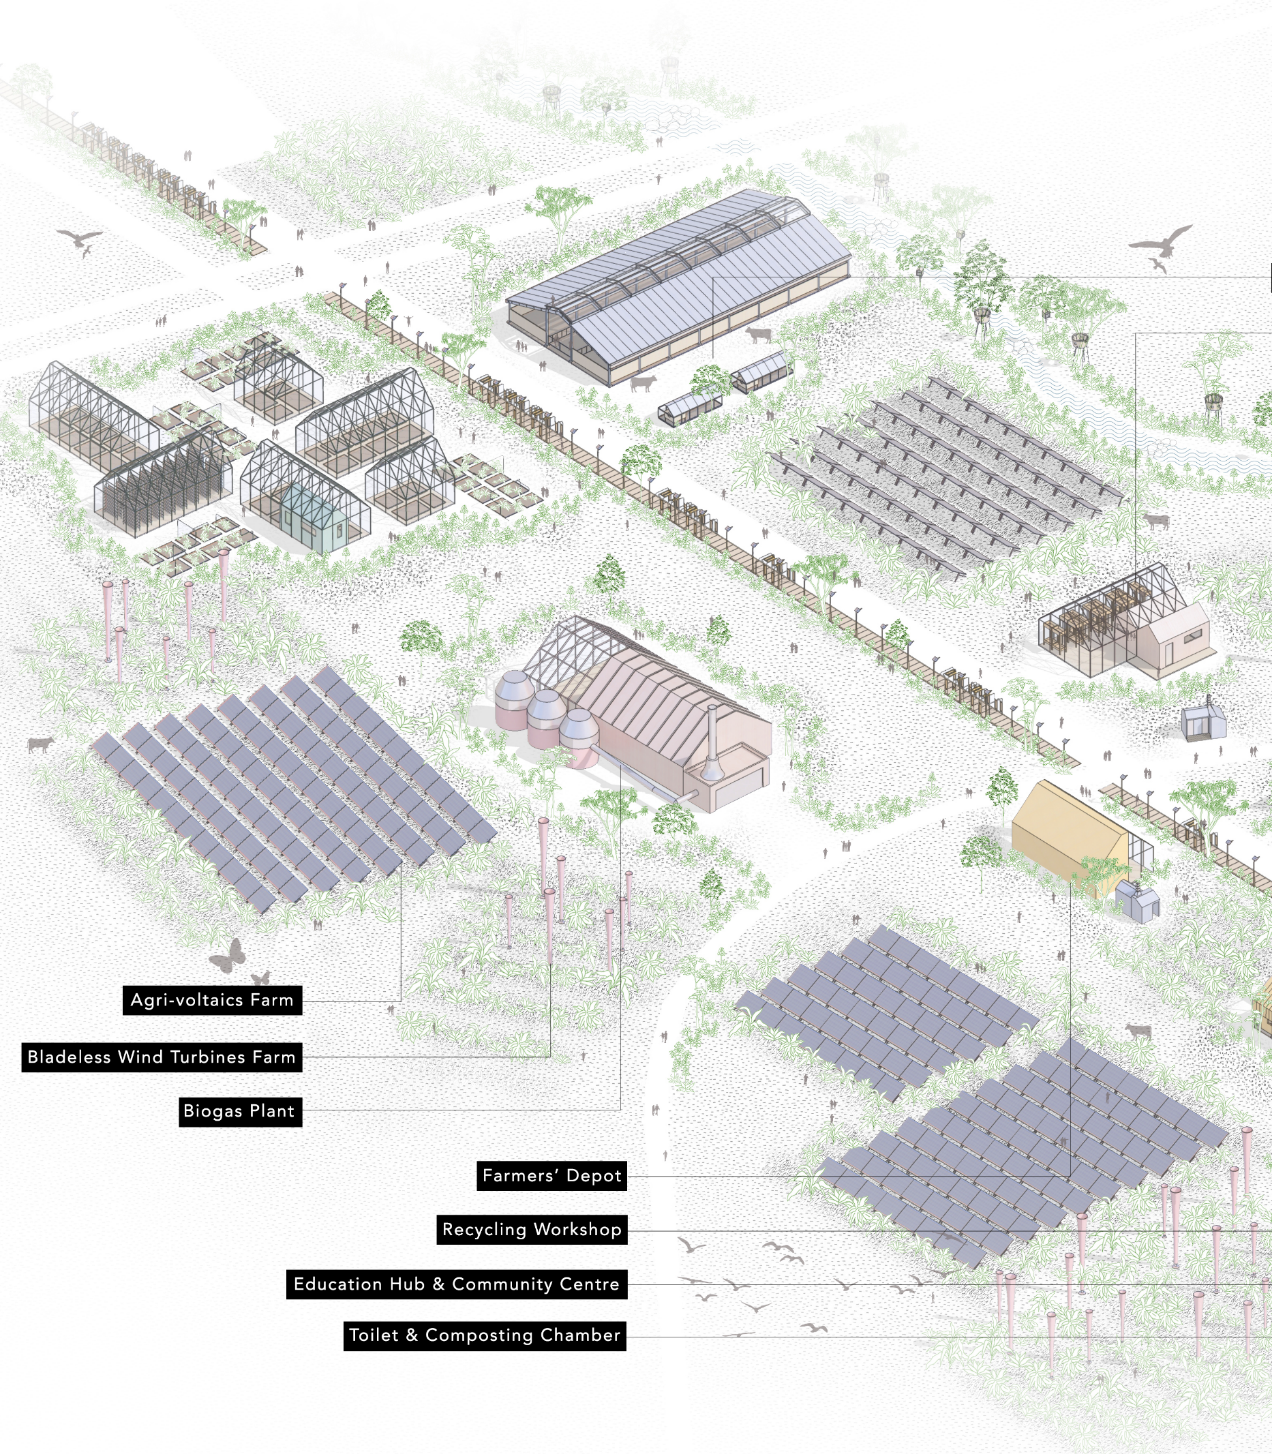 Agri-voltaics Farm
Bladeless Wind Turbines Farm
Biogas Plant
Farmers’ Depot
Recycling Workshop
Education Hub & Community Centre
Toilet & Composting Chamber